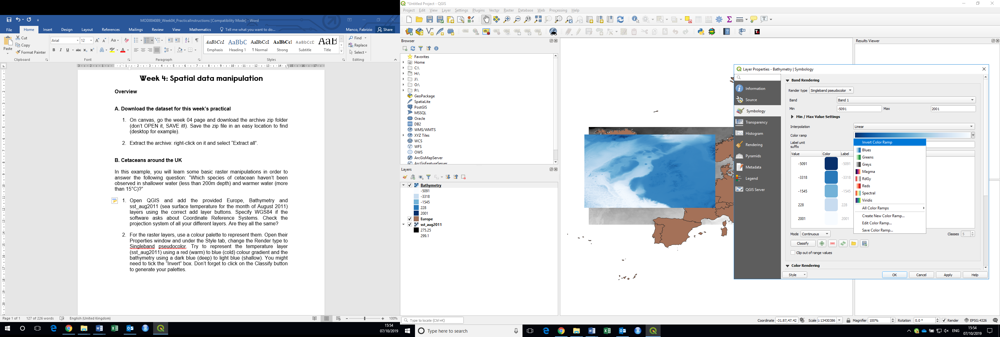 MOD004089_Week04_PracticalInstructions [Compatibility Mode] - Word
File Home Insert Design Layout References Mailings Review View Mathematics Tell me what you want to do... Manco, Fabrizio Share
Paste
Cut
Copy
Format Painter
Clipboard
Arial 12
Font
Paragraph
AaBbCcI AaBbC AaBbCcI AaBbCcI AaBbCcD AaB
Emphasis Heading 1 ¶ Normal Strong Subtitle Title
Styles
Find
Replace
Select
Editing
Week 4: Spatial data manipulation
Overview
A. Download the dataset for this week's practical
1. On canvas, go the week 04 page and download the archive zip folder
(don't OPEN it, SAVE it!). Save the zip file in an easy location to find
(desktop for example).
2. Extract the archive: right-click on it and select “Extract all”.
B. Cetaceans around the UK
In this example, you will learn some basic raster manipulations in order to
answer the following question: “Which species of cetacean haven't been
observed in shallower water (less than 200m depth) and warmer water (more
than 15°C)?”
1. Open QGIS and add the provided Europe, Bathymetry and
sst_aug2011 (sea surface temperature for the month of August 2011)
layers using the correct add layer buttons. Specify WGS84 if the
software asks about Coordinate Reference Systems. Check the
projection system of all your different layers. Are they all the same?
2. For the raster layers, use a colour palette to represent them. Open their
Properties window and under the Style tab, change the Render type to
Singleband pseudocolor. Try to represent the temperature layer
(sst_aug2011) using a red (warm) to blue (cold) colour gradient and the
bathymetry using a dark blue (deep) to light blue (shallow). You might
need to tick the “Invert” box. Don't forget to click on the Classify button
to generate your palettes.
Page 1 of 1 127 of 226 words English (United Kingdom) 100%
15:54
07/10/2019
*Untitled Project - QGIS
Project Edit View Layer Settings Plugins Vector Raster Database Web Processing Help
Browser
Favorites
Home
C:\
H:\
J:\
O:\
P:\
GeoPackage
SpatiaLite
PostGIS
MSSQL
Oracle
DB2
WMS/WMTS
XYZ Tiles
WCS
WFS
OWS
ArcGisMapServer
ArcGisFeatureServer
Layers
Bathymetry
-5091
-3318
-1545
228
2001
Europe
sst_aug2011
275.25
299.1
Results Viewer
Layer Properties - Bathymetry | Symbology
Information
Source
Symbology
Transparency
Histogram
Rendering
Pyramids
Metadata
Legend
QGIS Server
Band Rendering
Render type Singleband pseudocolor
Band Band 1
Min -5091 Max 2001
Min / Max Value Settings
Interpolation Linear
Color ramp
Label unit
suffix
Value Color Label
-5091 -5091
-3318 -3318
-1545 -1545
228 228
2001 2001
Invert Color Ramp
Blues
Greens
Greys
Magma
RdGy
Reds
Spectral
Viridis
All Color Ramps
Create New Color Ramp...
Edit Color Ramp...
Save Color Ramp...
Mode Continuous Classes 5
Classify
Clip out of range values
Color Rendering
Style OK Cancel Apply Help
Type to locate (Ctrl+K) Coordinate -31.87,47.42 Scale 1:13430386 Magnifier 100% Rotation 0.0 ° Render EPSG:4326
Type here to search
ENG
15:54
07/10/2019